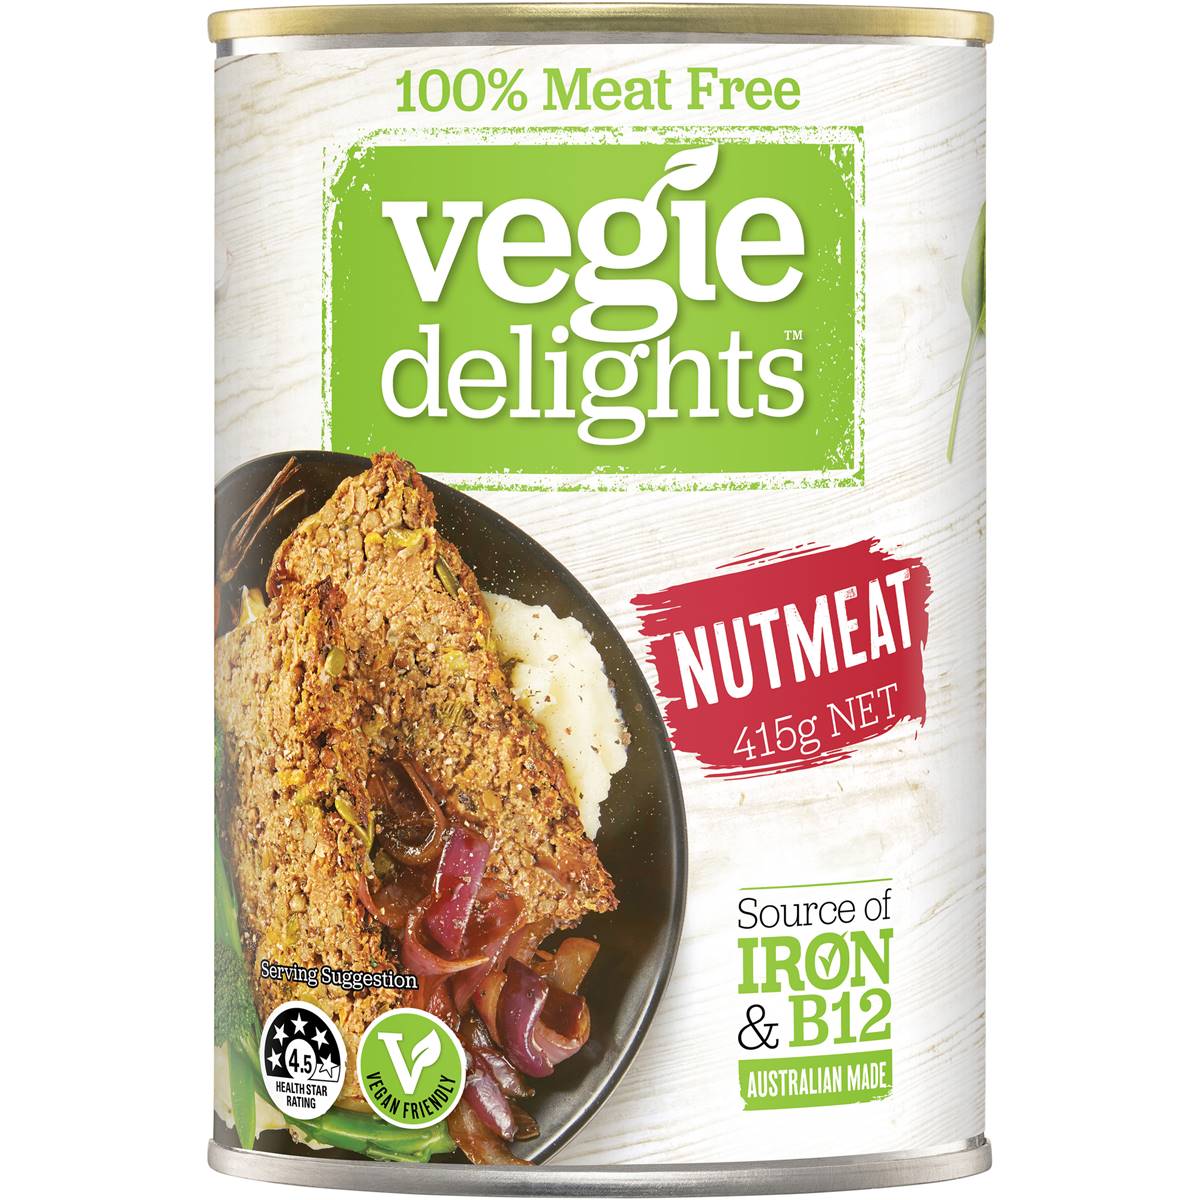 100% Meat Free
vegie
delights™
NUTMEAT
415g NET
Source of
IRON
& B12
AUSTRALIAN MADE
Serving Suggestion
4.5
HEALTH STAR
RATING
V
VEGAN FRIENDLY